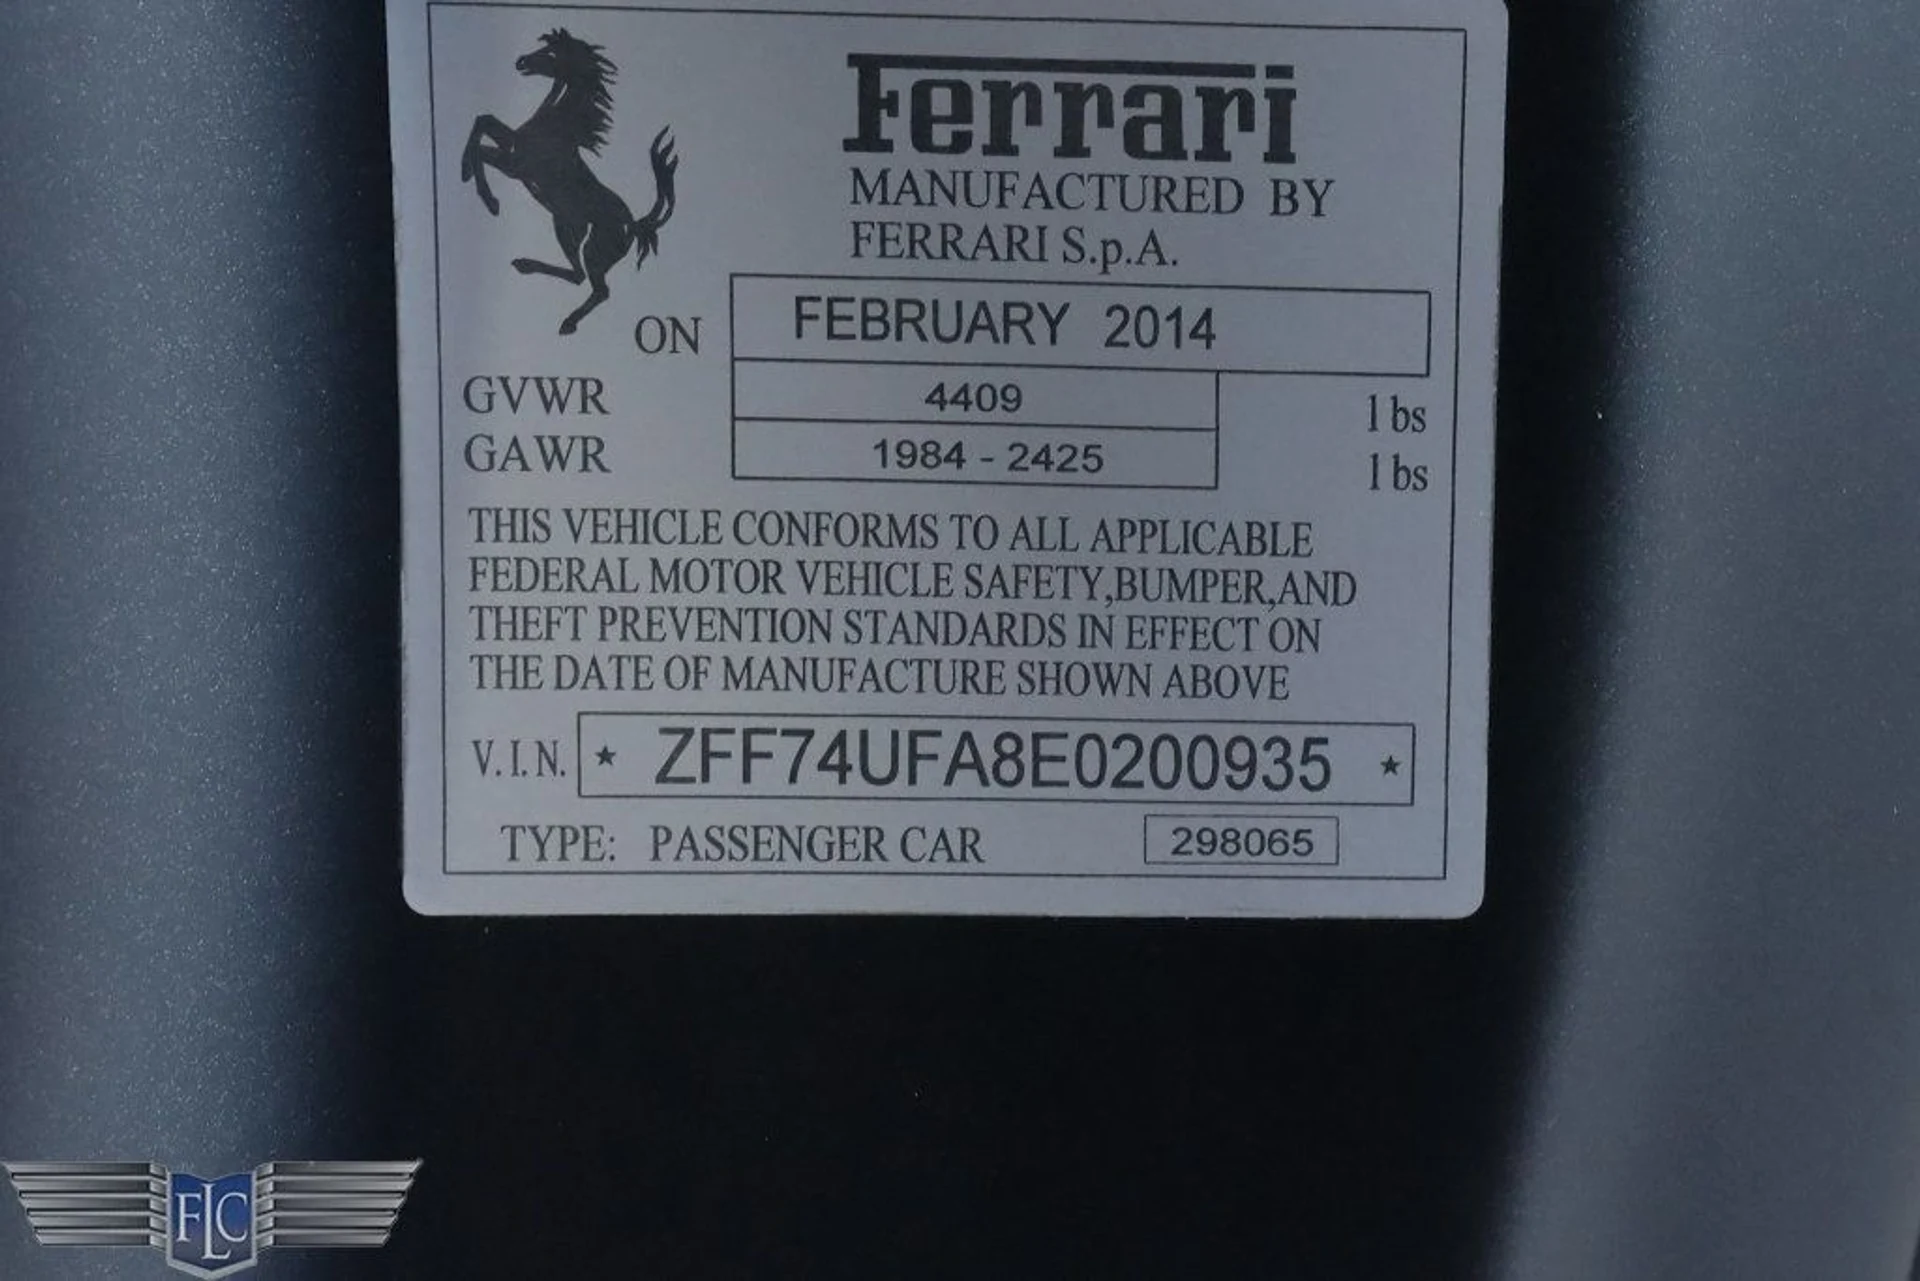 Ferrari
MANUFACTURED BY
FERRARI S.p.A.
ON FEBRUARY 2014
GVWR 4409 lbs
GAWR 1984 - 2425 lbs
THIS VEHICLE CONFORMS TO ALL APPLICABLE
FEDERAL MOTOR VEHICLE SAFETY,BUMPER,AND
THEFT PREVENTION STANDARDS IN EFFECT ON
THE DATE OF MANUFACTURE SHOWN ABOVE
V.I.N. ★ ZFF74UFA8E0200935 ★
TYPE: PASSENGER CAR 298065
FLC